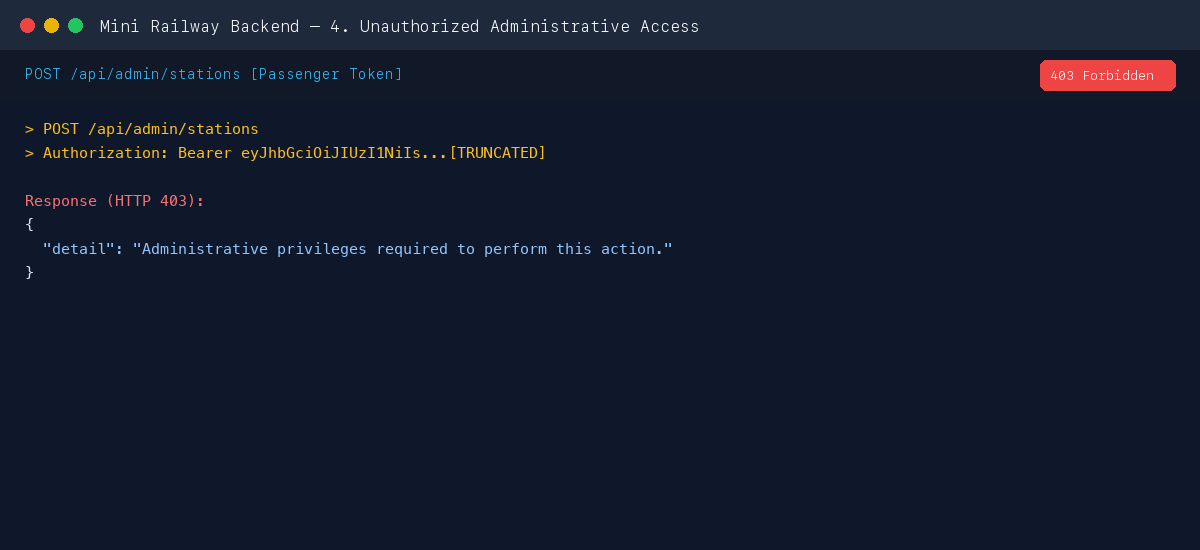 Mini Railway Backend — 4. Unauthorized Administrative Access
POST /api/admin/stations [Passenger Token]
403 Forbidden
> POST /api/admin/stations
> Authorization: Bearer eyJhbGciOiJIUzI1NiIs...[TRUNCATED]
Response (HTTP 403):
{
  "detail": "Administrative privileges required to perform this action."
}